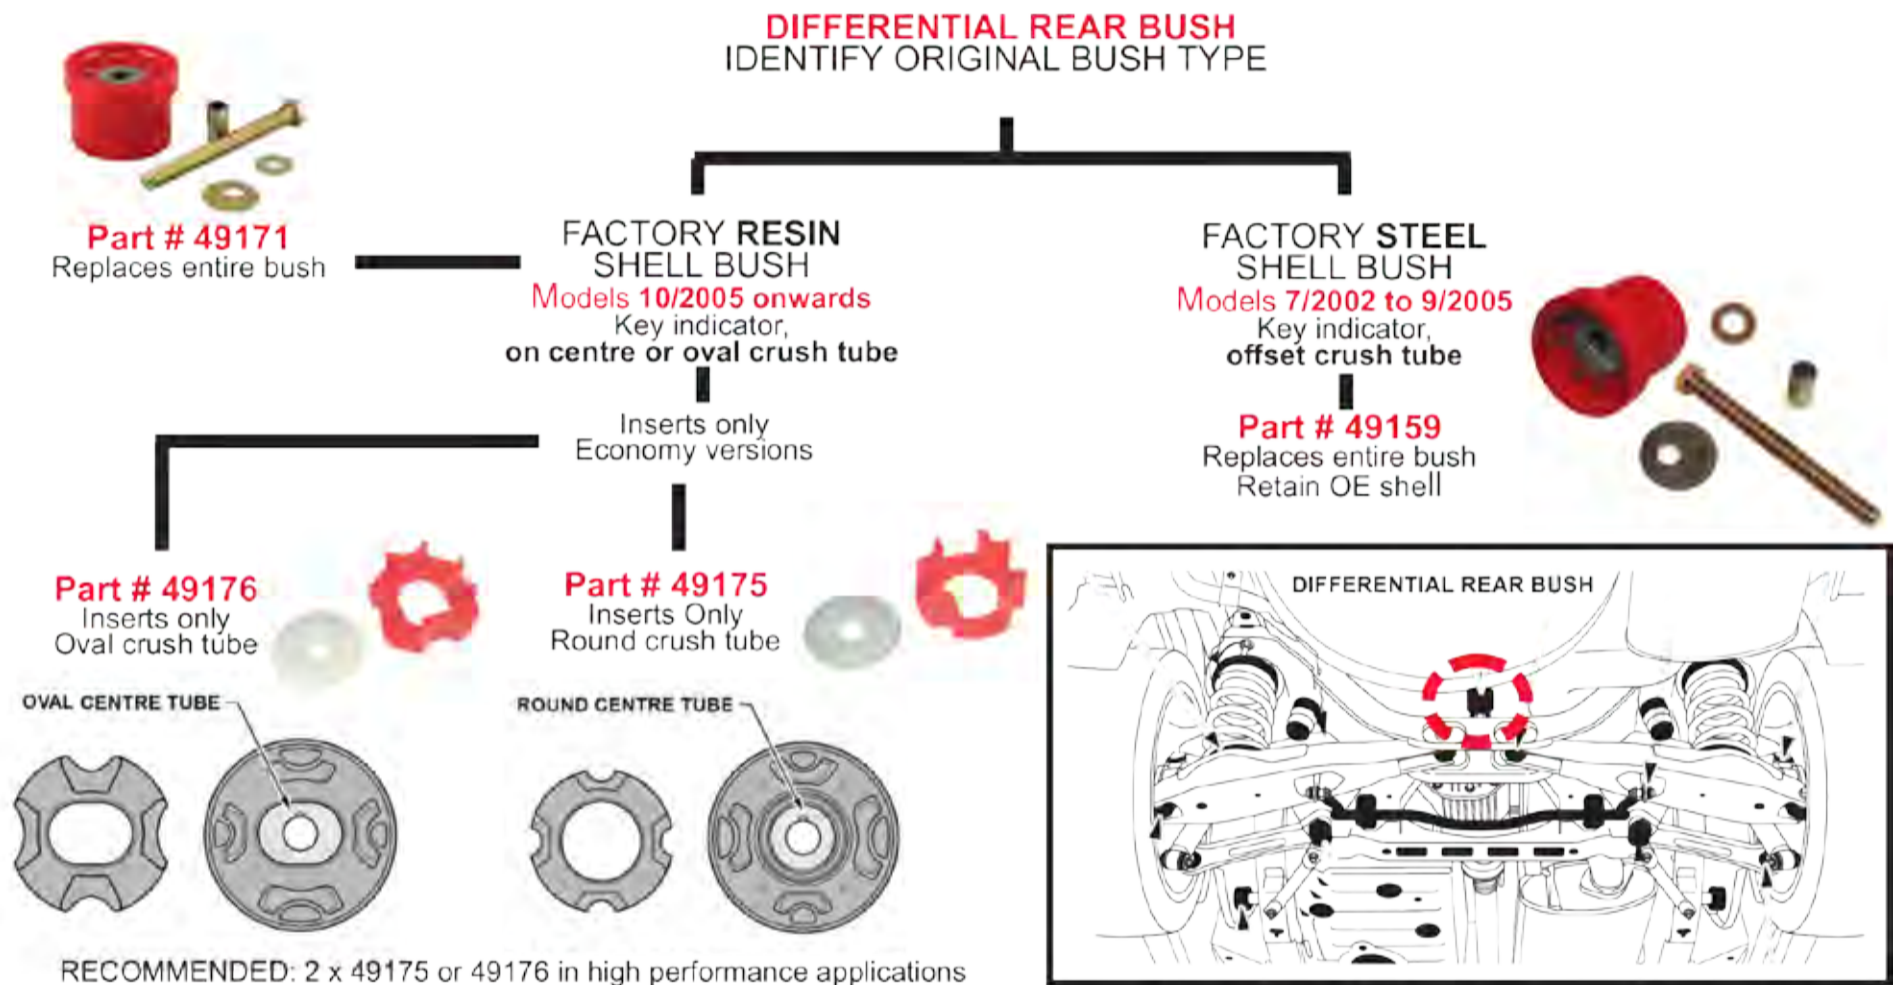 DIFFERENTIAL REAR BUSH
IDENTIFY ORIGINAL BUSH TYPE
Part # 49171
Replaces entire bush
FACTORY RESIN
SHELL BUSH
Models 10/2005 onwards
Key indicator,
on centre or oval crush tube
Inserts only
Economy versions
FACTORY STEEL
SHELL BUSH
Models 7/2002 to 9/2005
Key indicator,
offset crush tube
Part # 49159
Replaces entire bush
Retain OE shell
Part # 49176
Inserts only
Oval crush tube
Part # 49175
Inserts Only
Round crush tube
OVAL CENTRE TUBE
ROUND CENTRE TUBE
RECOMMENDED: 2 x 49175 or 49176 in high performance applications
DIFFERENTIAL REAR BUSH